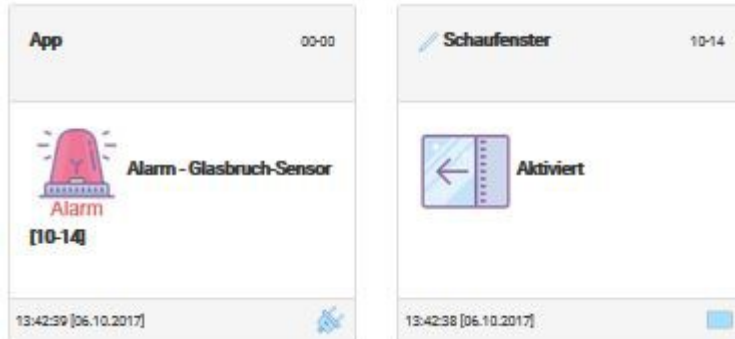 App 00-00
Alarm - Glasbruch-Sensor
Alarm
[10-14]
13:42:39 [06.10.2017]
Schaufenster 10-14
Aktiviert
13:42:38 [06.10.2017]